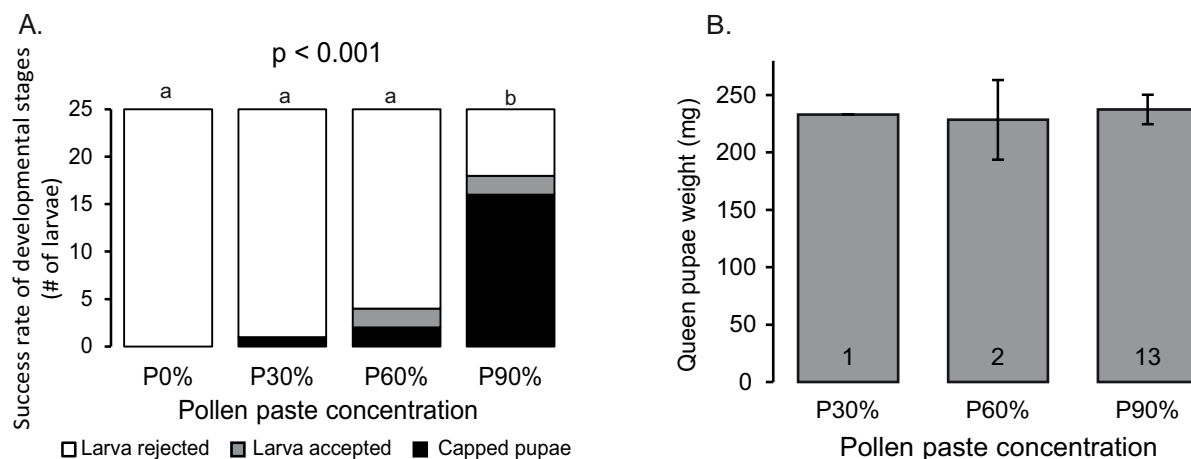 A.
p < 0.001
a a a b
Success rate of developmental stages
(# of larvae)
25
20
15
10
5
0
P0% P30% P60% P90%
Pollen paste concentration
Larva rejected Larva accepted Capped pupae
B.
Queen pupae weight (mg)
250
200
150
100
50
0
1 2 13
P30% P60% P90%
Pollen paste concentration